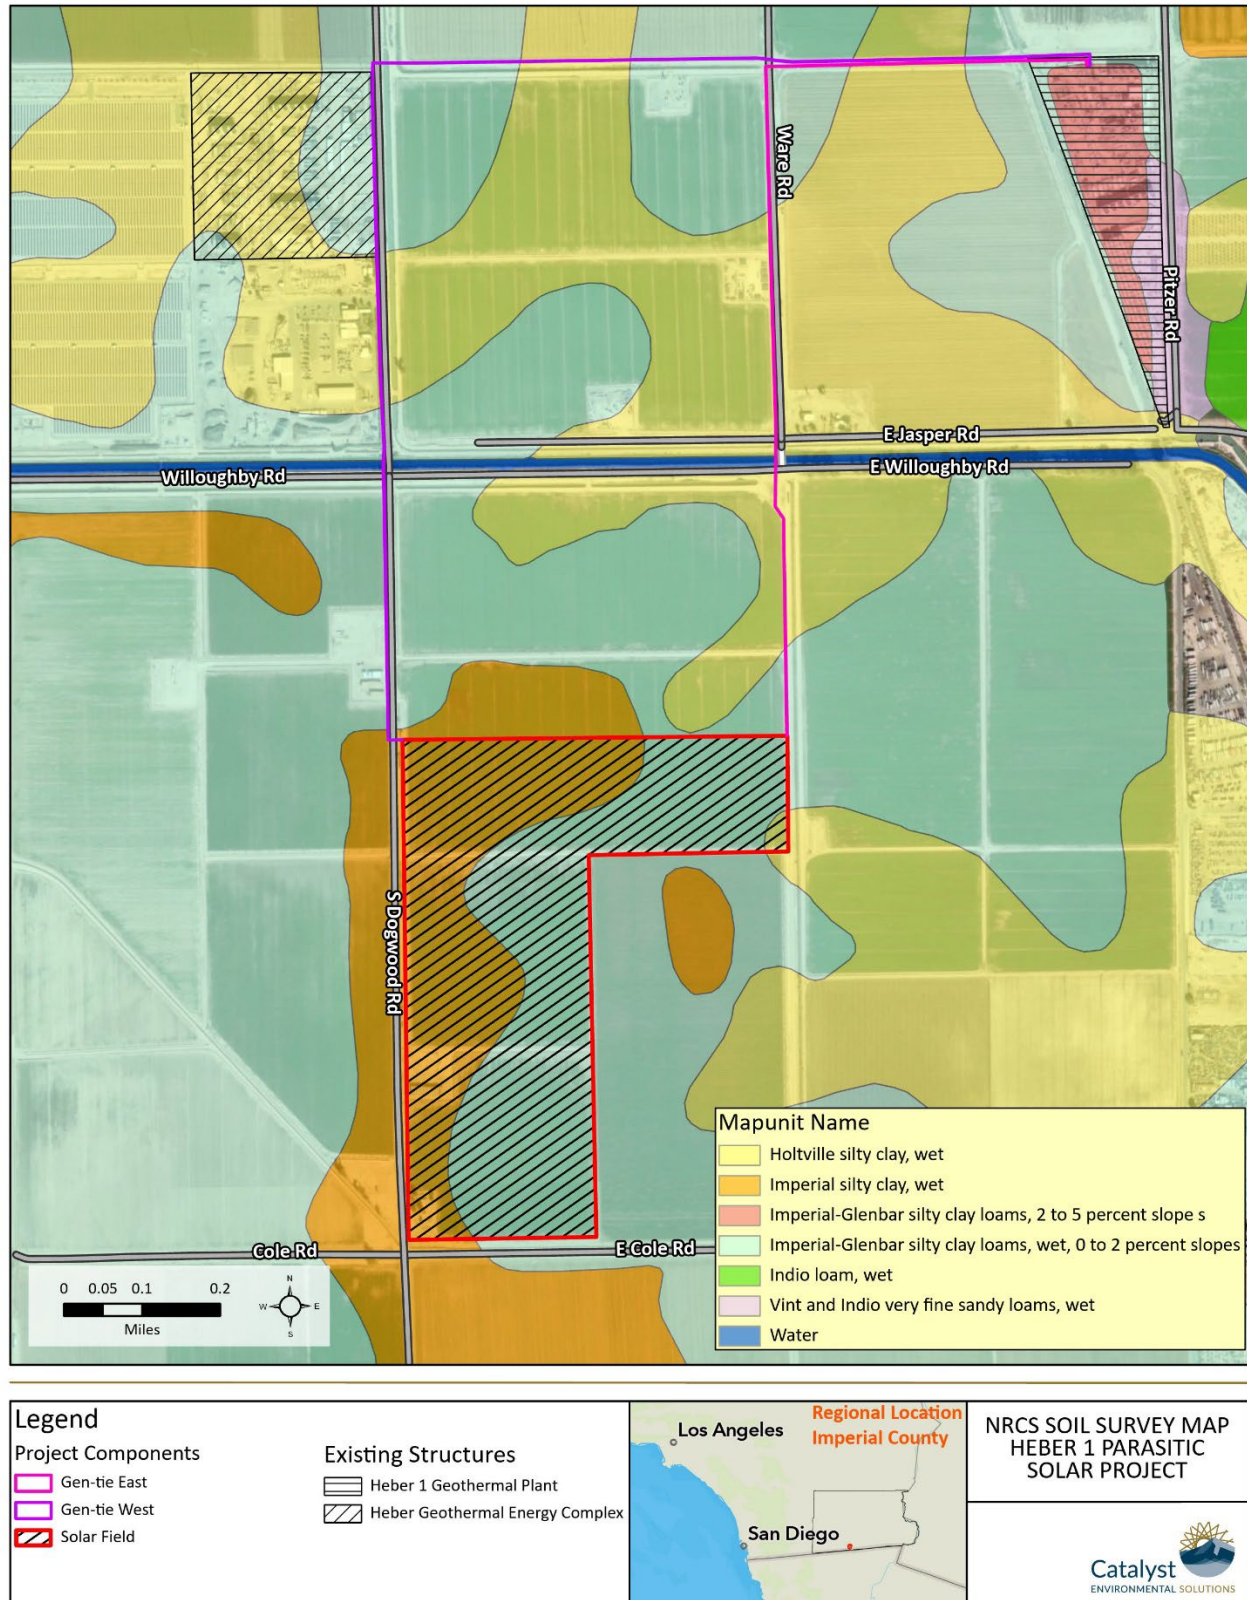 Ware Rd
Pitzer Rd
E Jasper Rd
Willoughby Rd
E Willoughby Rd
S Dogwood Rd
Cole Rd
E Cole Rd
0 0.05 0.1 0.2
Miles
N
W E
S
Mapunit Name
Holtville silty clay, wet
Imperial silty clay, wet
Imperial-Glenbar silty clay loams, 2 to 5 percent slope s
Imperial-Glenbar silty clay loams, wet, 0 to 2 percent slopes
Indio loam, wet
Vint and Indio very fine sandy loams, wet
Water
Legend
Project Components
Gen-tie East
Gen-tie West
Solar Field
Existing Structures
Heber 1 Geothermal Plant
Heber Geothermal Energy Complex
Regional Location
Imperial County
Los Angeles
San Diego
NRCS SOIL SURVEY MAP
HEBER 1 PARASITIC
SOLAR PROJECT
Catalyst
ENVIRONMENTAL SOLUTIONS